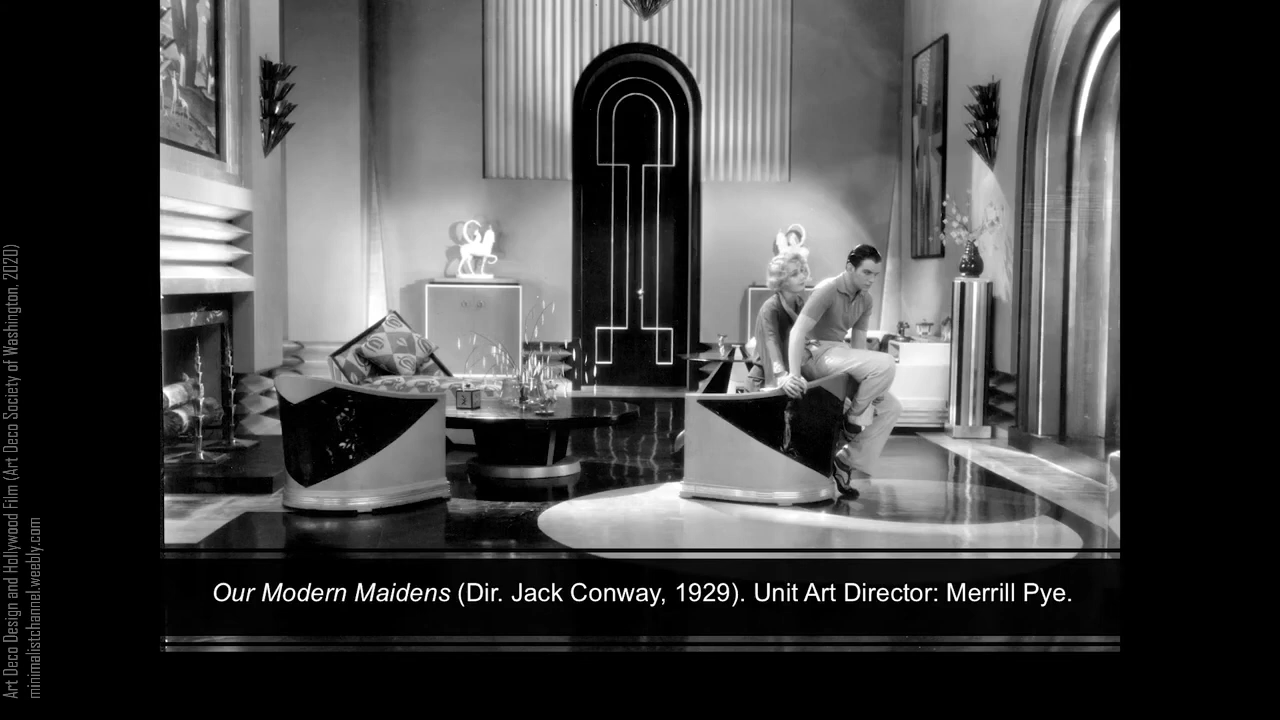 Our Modern Maidens (Dir. Jack Conway, 1929). Unit Art Director: Merrill Pye.
Art Deco Design and Hollywood Film (Art Deco Society of Washington, 2020)
minimalistchannel.weebly.com